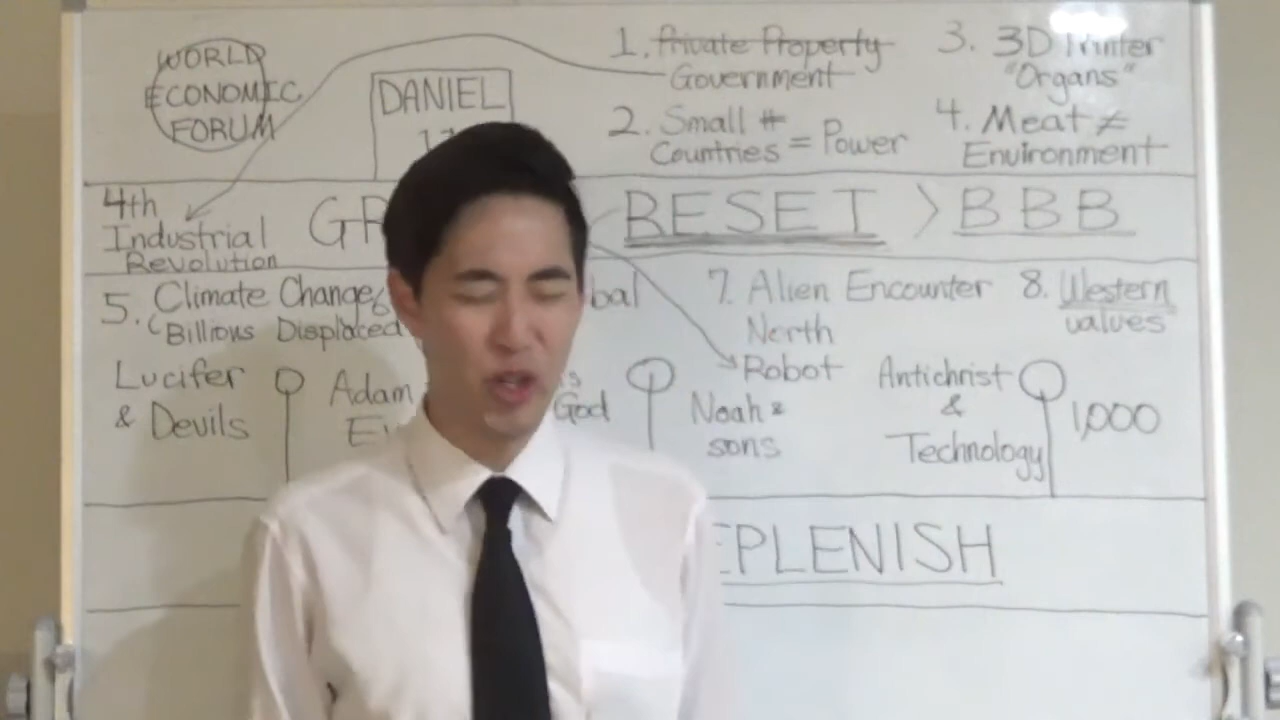 WORLD
ECONOMIC
FORUM
DANIEL
1. Private Property
Government
2. Small #
Countries = Power
3. 3D Printer
"Organs"
4. Meat ≠
Environment
4th
Industrial
Revolution
GR
RESET > BBB
5. Climate Change
(Billions Displaced
bal
7. Alien Encounter
North
Robot
8. Western
values
Lucifer
& Devils
Adam
God
Noah &
sons
Antichrist
&
Technology
1,000
EPLENISH